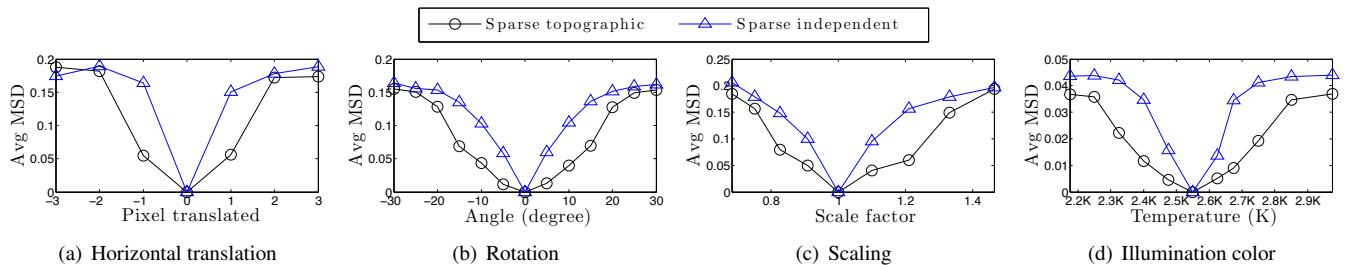 Sparse topographic Sparse independent
0.2
0.15
0.1
0.05
0
Avg MSD
-3 -2 -1 0 1 2 3
Pixel translated
(a) Horizontal translation
0.2
0.15
0.1
0.05
0
Avg MSD
-30 -20 -10 0 10 20 30
Angle (degree)
(b) Rotation
0.25
0.2
0.15
0.1
0.05
0
Avg MSD
0.8 1 1.2 1.4
Scale factor
(c) Scaling
0.05
0.04
0.03
0.02
0.01
0
Avg MSD
2.2K 2.3K 2.4K 2.5K 2.6K 2.7K 2.8K 2.9K
Temperature (K)
(d) Illumination color